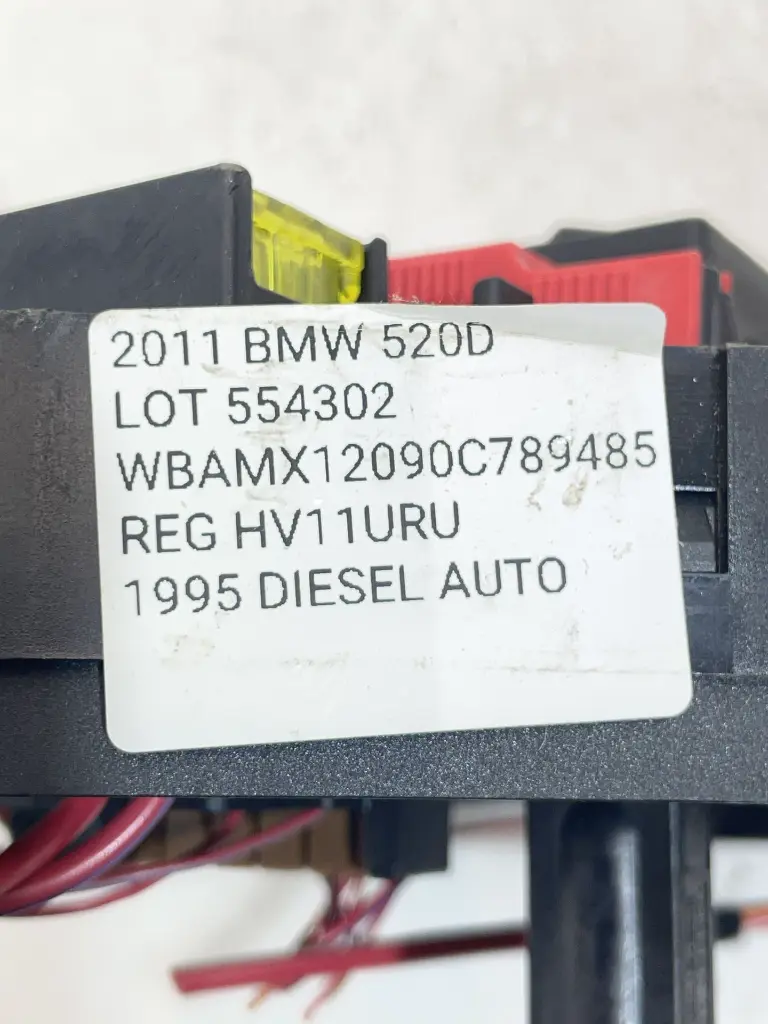 2011 BMW 520D
LOT 554302
WBAMX12090C789485
REG HV11URU
1995 DIESEL AUTO